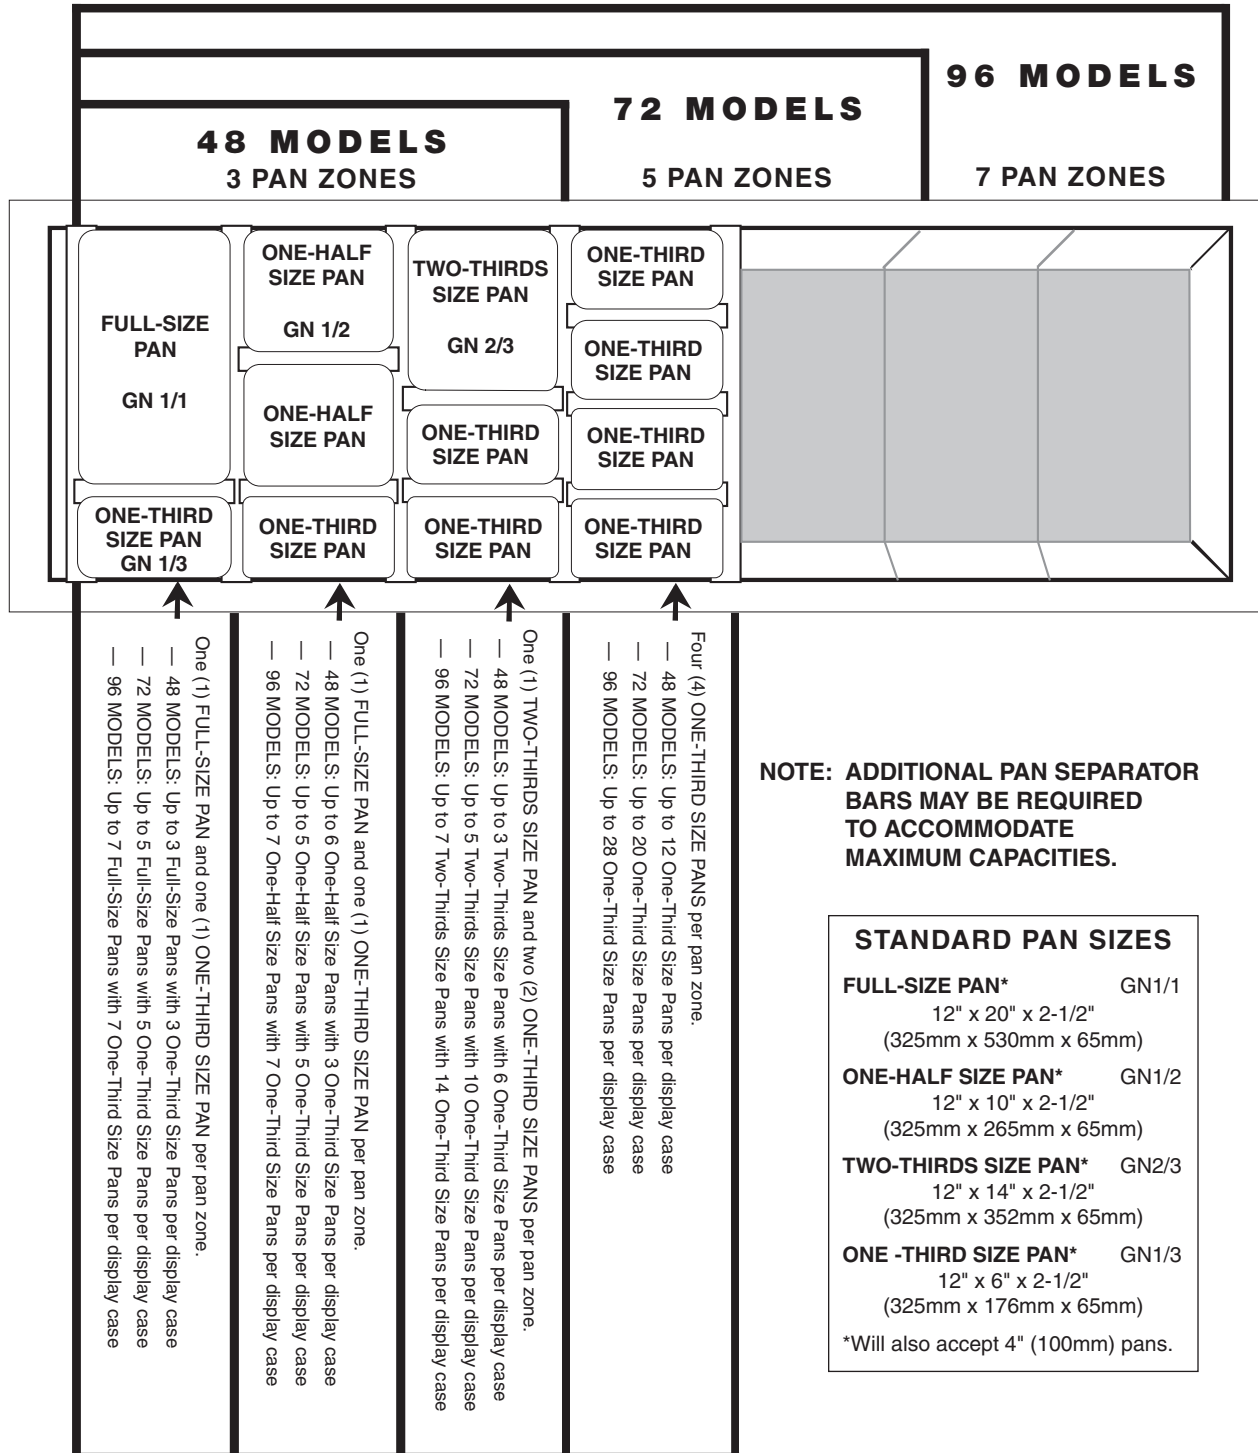 96 MODELS
72 MODELS
48 MODELS
3 PAN ZONES
5 PAN ZONES
7 PAN ZONES
FULL-SIZE
PAN
GN 1/1
ONE-THIRD
SIZE PAN
GN 1/3
ONE-HALF
SIZE PAN
GN 1/2
ONE-HALF
SIZE PAN
ONE-THIRD
SIZE PAN
TWO-THIRDS
SIZE PAN
GN 2/3
ONE-THIRD
SIZE PAN
ONE-THIRD
SIZE PAN
ONE-THIRD
SIZE PAN
ONE-THIRD
SIZE PAN
ONE-THIRD
SIZE PAN
ONE-THIRD
SIZE PAN
One (1) FULL-SIZE PAN and one (1) ONE-THIRD SIZE PAN per pan zone.
— 48 MODELS: Up to 3 Full-Size Pans with 3 One-Third Size Pans per display case
— 72 MODELS: Up to 5 Full-Size Pans with 5 One-Third Size Pans per display case
— 96 MODELS: Up to 7 Full-Size Pans with 7 One-Third Size Pans per display case
One (1) FULL-SIZE PAN and one (1) ONE-THIRD SIZE PAN per pan zone.
— 48 MODELS: Up to 6 One-Half Size Pans with 3 One-Third Size Pans per display case
— 72 MODELS: Up to 5 One-Half Size Pans with 5 One-Third Size Pans per display case
— 96 MODELS: Up to 7 One-Half Size Pans with 7 One-Third Size Pans per display case
One (1) TWO-THIRDS SIZE PAN and two (2) ONE-THIRD SIZE PANS per pan zone.
— 48 MODELS: Up to 3 Two-Thirds Size Pans with 6 One-Third Size Pans per display case
— 72 MODELS: Up to 5 Two-Thirds Size Pans with 10 One-Third Size Pans per display case
— 96 MODELS: Up to 7 Two-Thirds Size Pans with 14 One-Third Size Pans per display case
Four (4) ONE-THIRD SIZE PANS per pan zone.
— 48 MODELS: Up to 12 One-Third Size Pans per display case
— 72 MODELS: Up to 20 One-Third Size Pans per display case
— 96 MODELS: Up to 28 One-Third Size Pans per display case
NOTE: ADDITIONAL PAN SEPARATOR
BARS MAY BE REQUIRED
TO ACCOMMODATE
MAXIMUM CAPACITIES.
STANDARD PAN SIZES
FULL-SIZE PAN* GN1/1
12" x 20" x 2-1/2"
(325mm x 530mm x 65mm)
ONE-HALF SIZE PAN* GN1/2
12" x 10" x 2-1/2"
(325mm x 265mm x 65mm)
TWO-THIRDS SIZE PAN* GN2/3
12" x 14" x 2-1/2"
(325mm x 352mm x 65mm)
ONE -THIRD SIZE PAN* GN1/3
12" x 6" x 2-1/2"
(325mm x 176mm x 65mm)
*Will also accept 4" (100mm) pans.